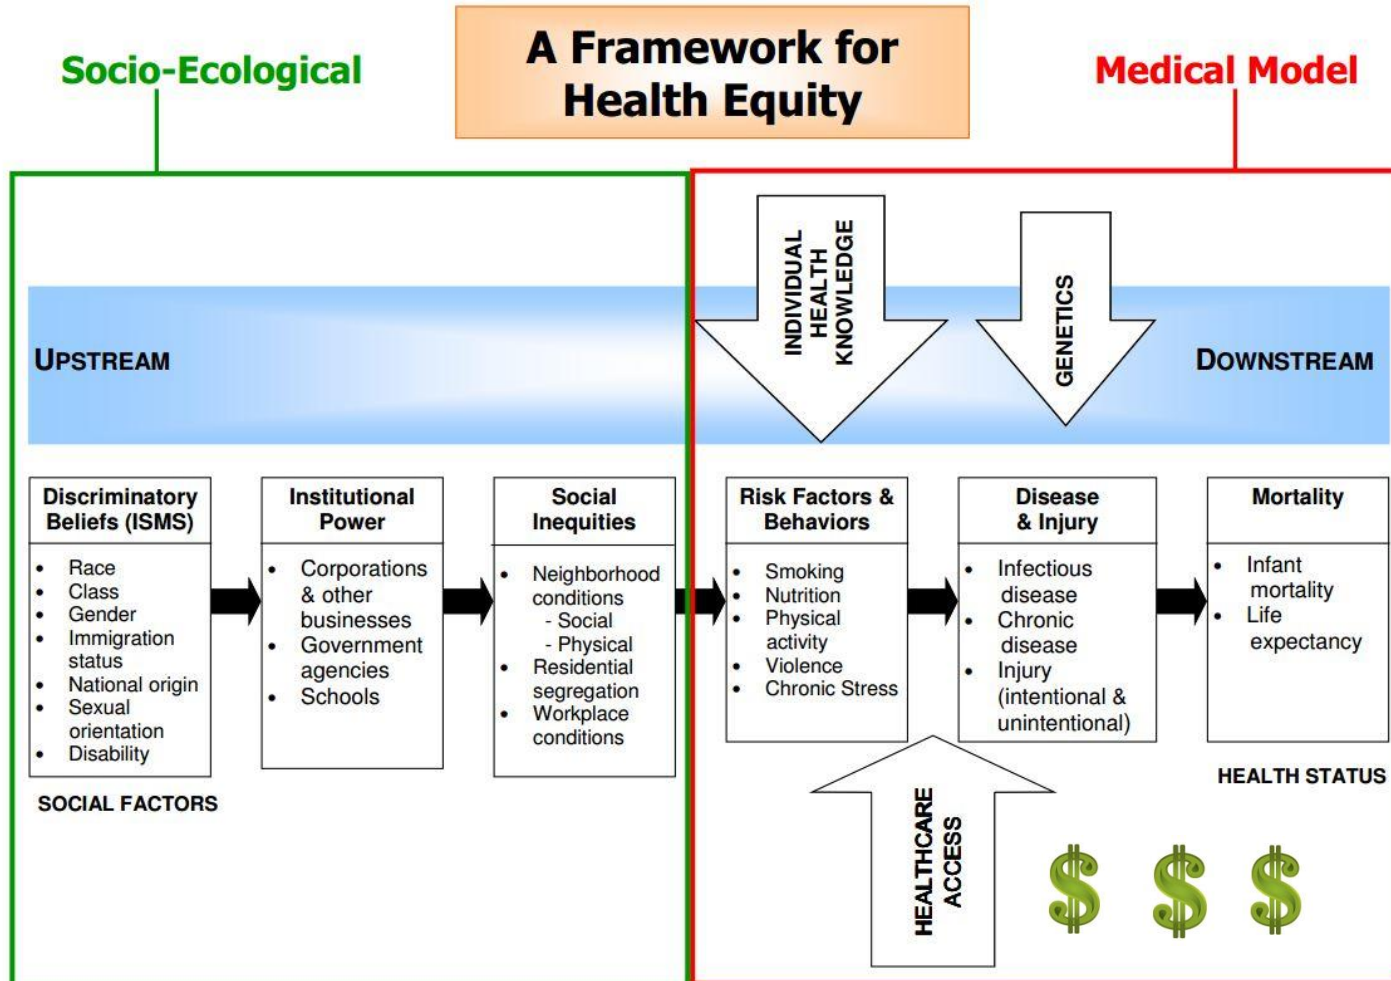 A Framework for
Health Equity
Socio-Ecological
Medical Model
INDIVIDUAL
HEALTH
KNOWLEDGE
GENETICS
UPSTREAM
DOWNSTREAM
Discriminatory
Beliefs (ISMS)
• Race
• Class
• Gender
• Immigration
status
• National origin
• Sexual
orientation
• Disability
SOCIAL FACTORS
Institutional
Power
• Corporations
& other
businesses
• Government
agencies
• Schools
Social
Inequities
• Neighborhood
conditions
- Social
- Physical
• Residential
segregation
• Workplace
conditions
Risk Factors &
Behaviors
• Smoking
• Nutrition
• Physical
activity
• Violence
• Chronic Stress
Disease
& Injury
• Infectious
disease
• Chronic
disease
• Injury
(intentional &
unintentional)
Mortality
• Infant
mortality
• Life
expectancy
HEALTH STATUS
HEALTHCARE
ACCESS
$ $ $